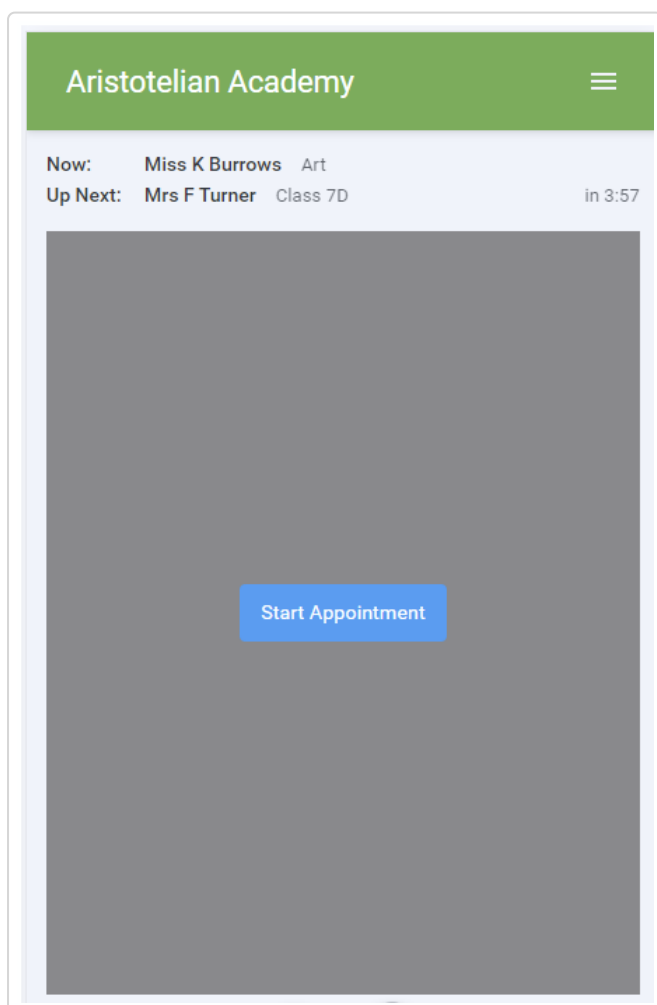 Aristotelian Academy
Now: Miss K Burrows Art
Up Next: Mrs F Turner Class 7D in 3:57
Start Appointment